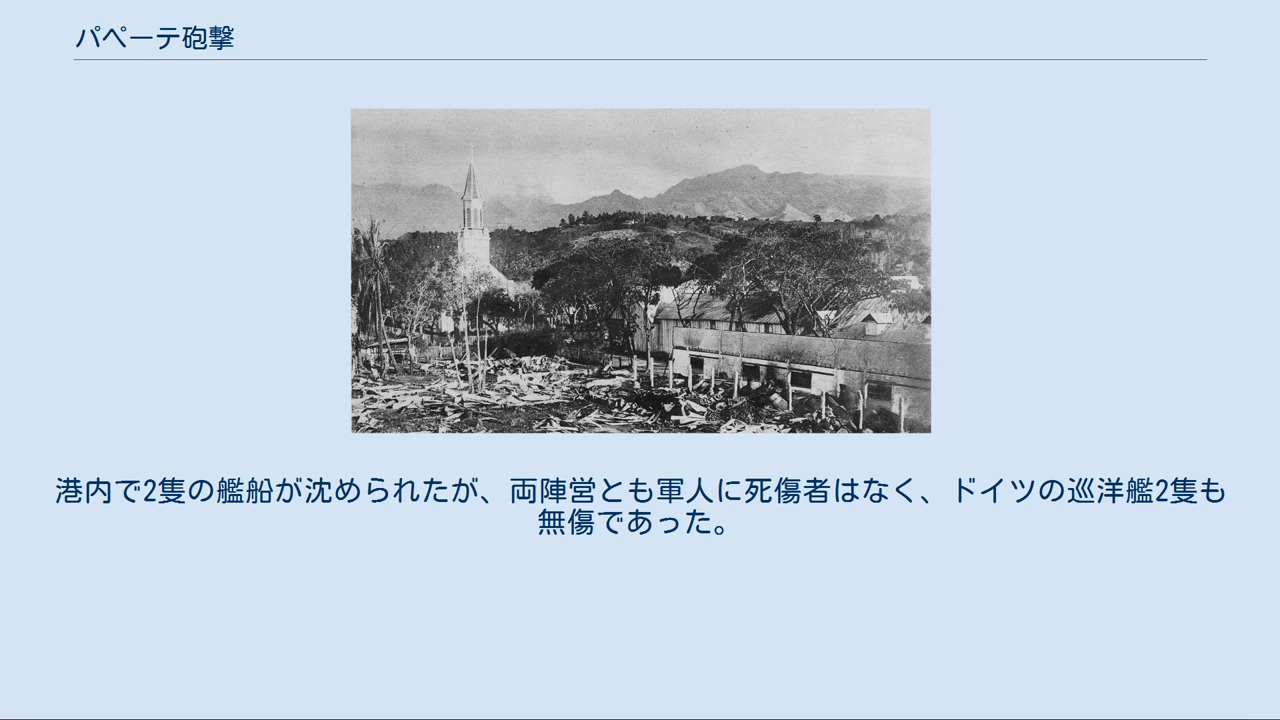 パペーテ砲撃
港内で2隻の艦船が沈められたが、両陣営とも軍人に死傷者はなく、ドイツの巡洋艦2隻も
無傷であった。